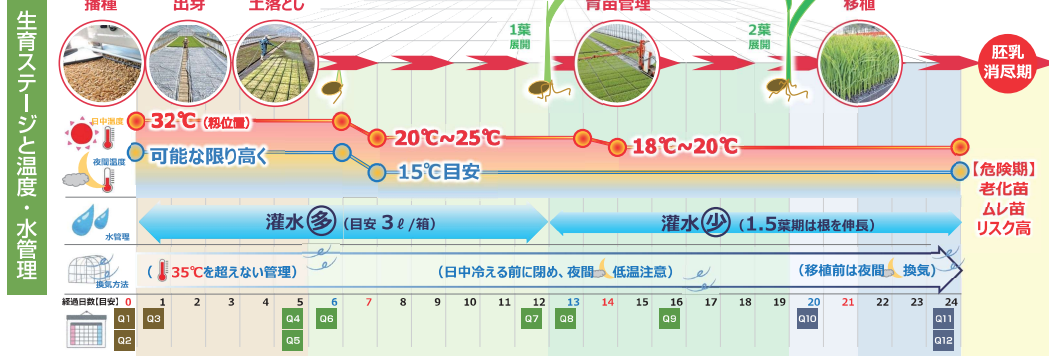 生育ステージと温度・水管理
播種
出芽
土落とし
育苗管理
移植
1葉
展開
2葉
展開
胚乳
消尽期
日中温度
32℃（籾位置）
20℃~25℃
18℃~20℃
夜間温度
可能な限り高く
15℃目安
【危険期】
老化苗
ムレ苗
リスク高
水管理
灌水多（目安 3ℓ/箱）
灌水少（1.5葉期は根を伸長）
換気方法
（35℃を超えない管理）
（日中冷える前に閉め、夜間低温注意）
（移植前は夜間換気）
経過日数【目安】 0 1 2 3 4 5 6 7 8 9 10 11 12 13 14 15 16 17 18 19 20 21 22 23 24
Q1 Q3 Q4 Q6 Q7 Q8 Q9 Q10 Q11
Q2 Q5 Q12